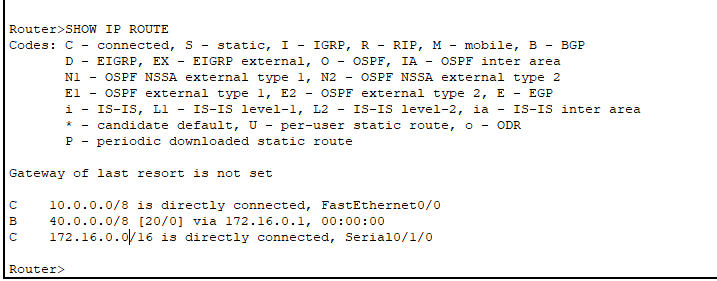 Router>SHOW IP ROUTE
Codes: C - connected, S - static, I - IGRP, R - RIP, M - mobile, B - BGP
       D - EIGRP, EX - EIGRP external, O - OSPF, IA - OSPF inter area
       N1 - OSPF NSSA external type 1, N2 - OSPF NSSA external type 2
       E1 - OSPF external type 1, E2 - OSPF external type 2, E - EGP
       i - IS-IS, L1 - IS-IS level-1, L2 - IS-IS level-2, ia - IS-IS inter area
       * - candidate default, U - per-user static route, o - ODR
       P - periodic downloaded static route
Gateway of last resort is not set
C    10.0.0.0/8 is directly connected, FastEthernet0/0
B    40.0.0.0/8 [20/0] via 172.16.0.1, 00:00:00
C    172.16.0.0/16 is directly connected, Serial0/1/0
Router>